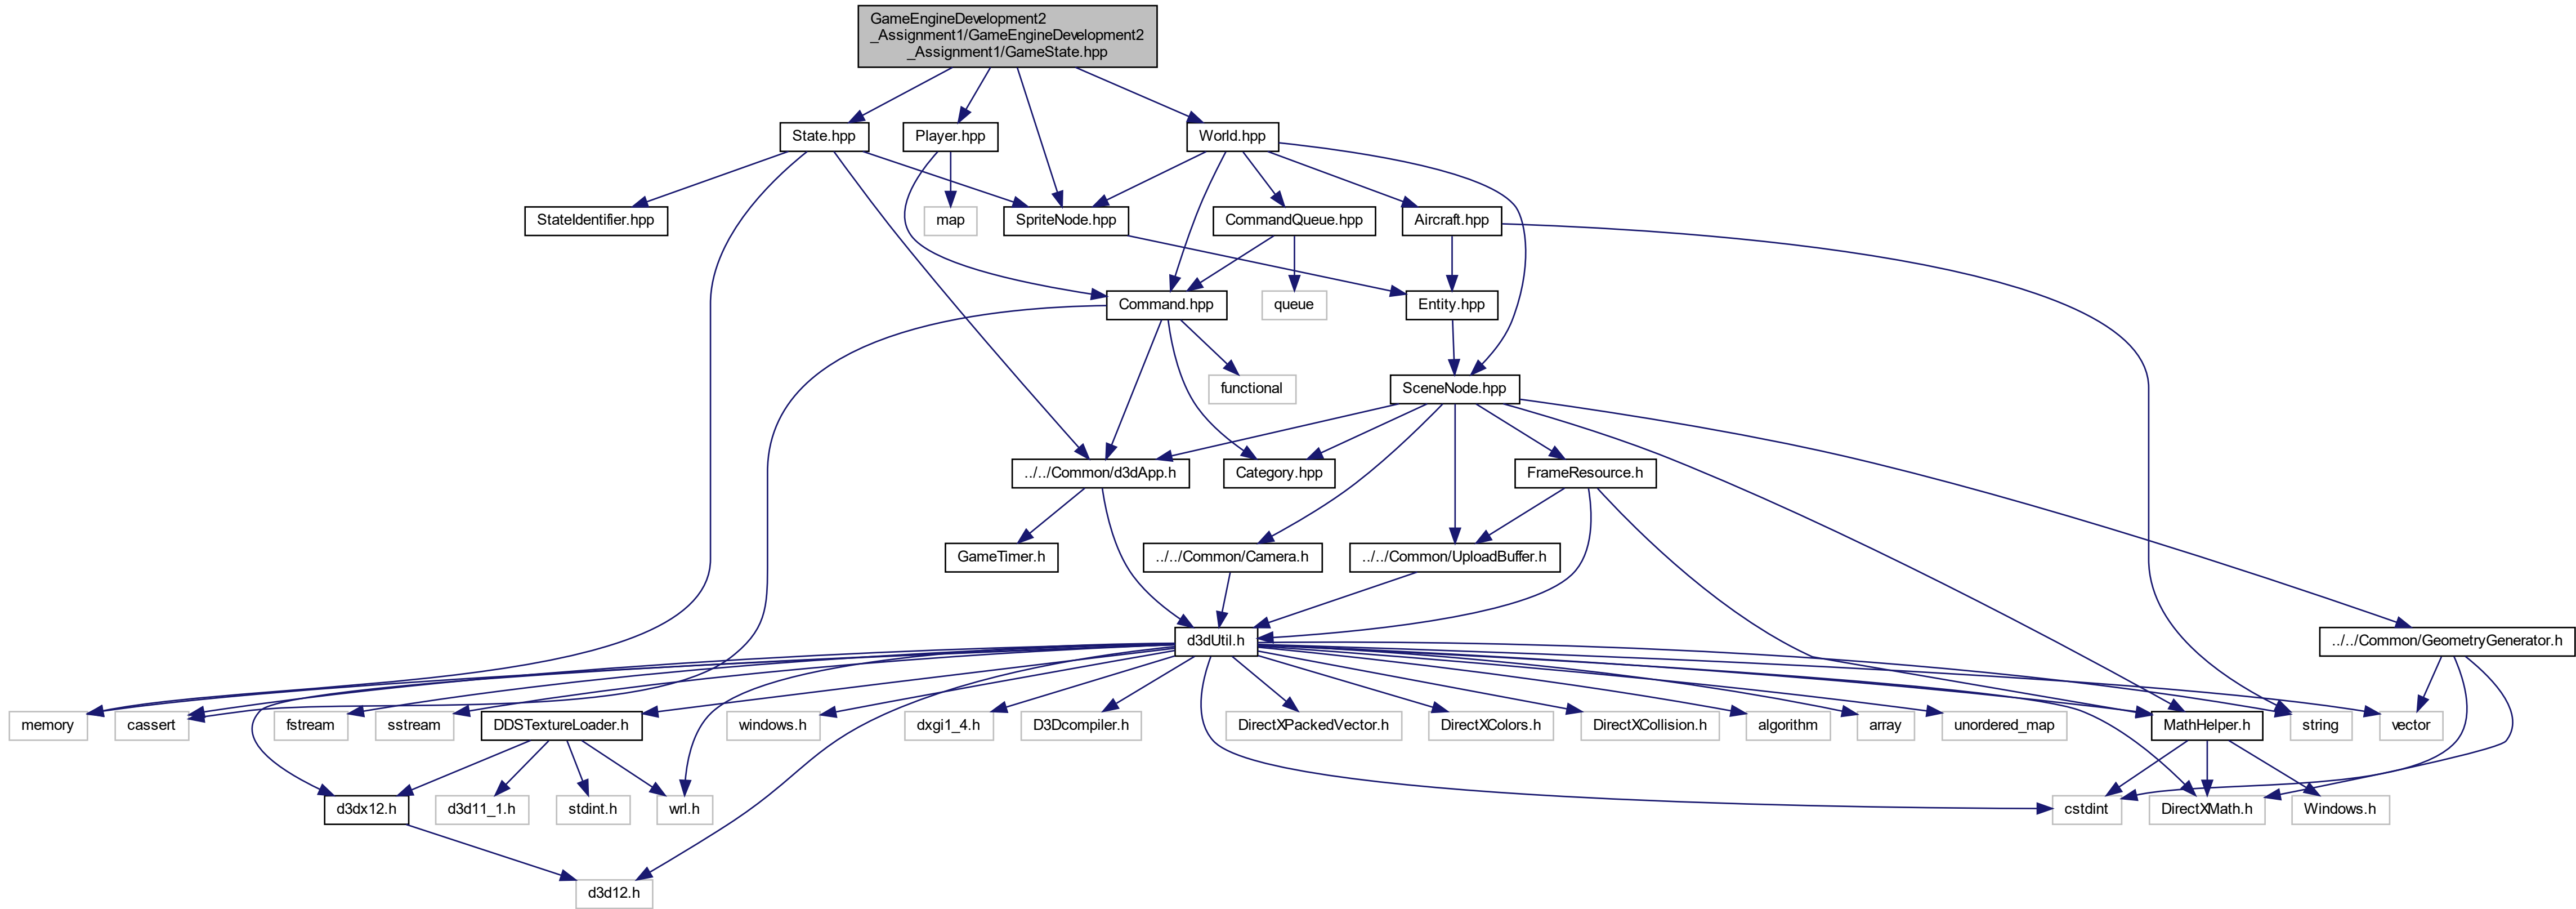 GameEngineDevelopment2
_Assignment1/GameEngineDevelopment2
_Assignment1/GameState.hpp
State.hpp
Player.hpp
World.hpp
StateIdentifier.hpp
map
SpriteNode.hpp
CommandQueue.hpp
Aircraft.hpp
Command.hpp
queue
Entity.hpp
functional
SceneNode.hpp
../../Common/d3dApp.h
Category.hpp
FrameResource.h
GameTimer.h
../../Common/Camera.h
../../Common/UploadBuffer.h
d3dUtil.h
../../Common/GeometryGenerator.h
memory
cassert
fstream
sstream
DDSTextureLoader.h
windows.h
dxgi1_4.h
D3Dcompiler.h
DirectXPackedVector.h
DirectXColors.h
DirectXCollision.h
algorithm
array
unordered_map
MathHelper.h
string
vector
d3dx12.h
d3d11_1.h
stdint.h
wrl.h
cstdint
DirectXMath.h
Windows.h
d3d12.h